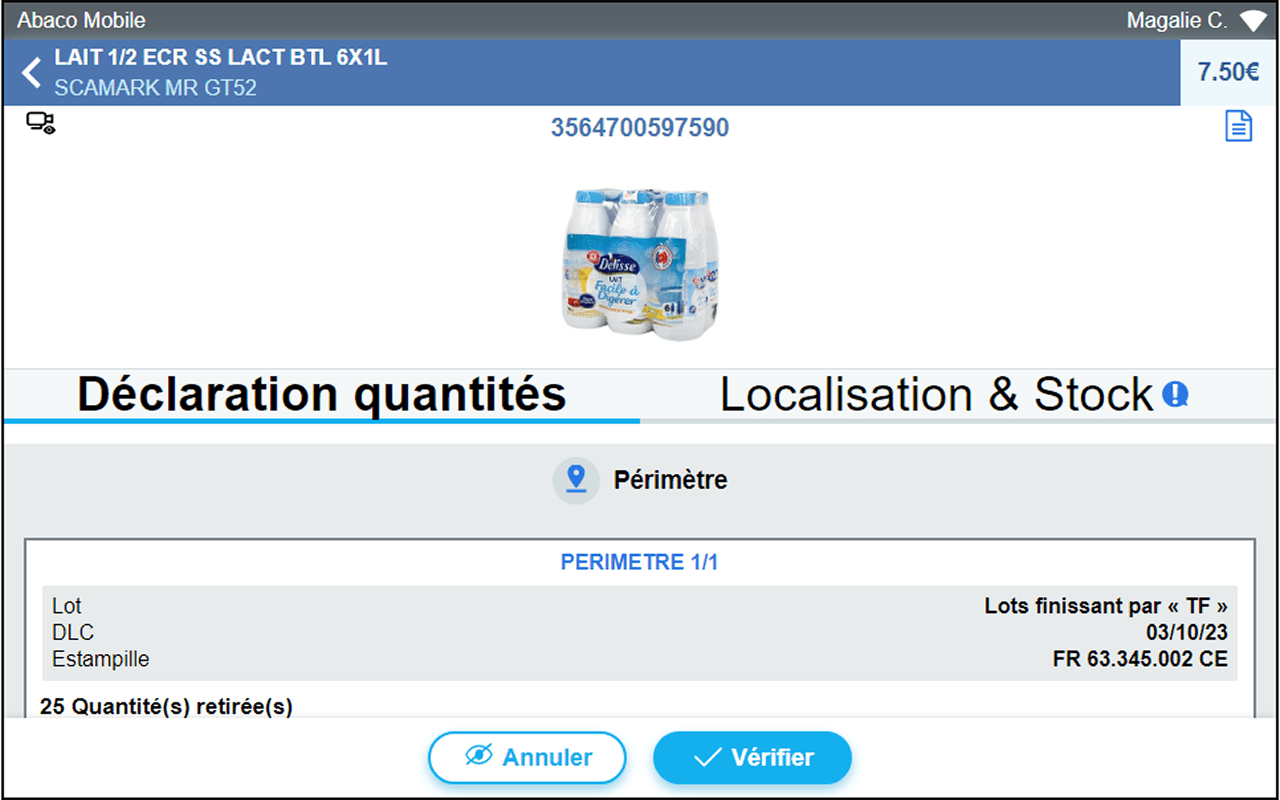 Abaco Mobile
Magalie C.
LAIT 1/2 ECR SS LACT BTL 6X1L
SCAMARK MR GT52
7.50€
3564700597590
Délisse
LAIT
Facile à
Digérer
Déclaration quantités
Localisation & Stock
Périmètre
PERIMETRE 1/1
Lot
Lots finissant par « TF »
DLC
03/10/23
Estampille
FR 63.345.002 CE
25 Quantité(s) retirée(s)
Annuler
Vérifier